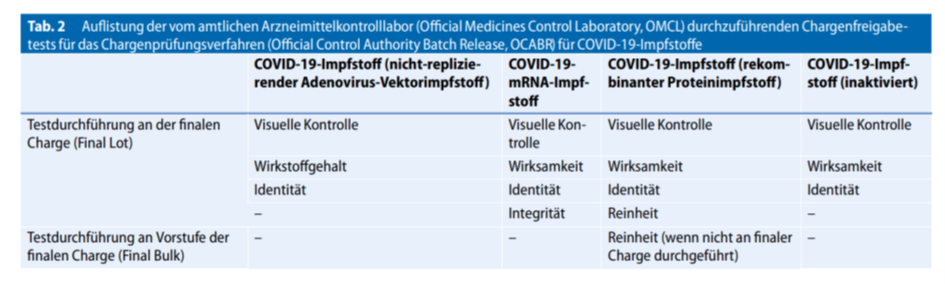 Tab. 2 Auflistung der vom amtlichen Arzneimittelkontrolllabor (Official Medicines Control Laboratory, OMCL) durchzuführenden Chargenfreigabe-
tests für das Chargenprüfungsverfahren (Official Control Authority Batch Release, OCABR) für COVID-19-Impfstoffe
COVID-19-Impfstoff (nicht-replizie-
render Adenovirus-Vektorimpfstoff)
COVID-19-
mRNA-Impf-
stoff
COVID-19-Impfstoff (rekom-
binanter Proteinimpfstoff)
COVID-19-Impf-
stoff (inaktiviert)
Testdurchführung an der finalen
Charge (Final Lot)
Visuelle Kontrolle
Visuelle Kon-
trolle
Visuelle Kontrolle
Visuelle Kontrolle
Wirkstoffgehalt
Wirksamkeit
Wirksamkeit
Wirksamkeit
Identität
Identität
Identität
Identität
–
Integrität
Reinheit
–
Testdurchführung an Vorstufe der
finalen Charge (Final Bulk)
–
–
Reinheit (wenn nicht an finaler
Charge durchgeführt)
–